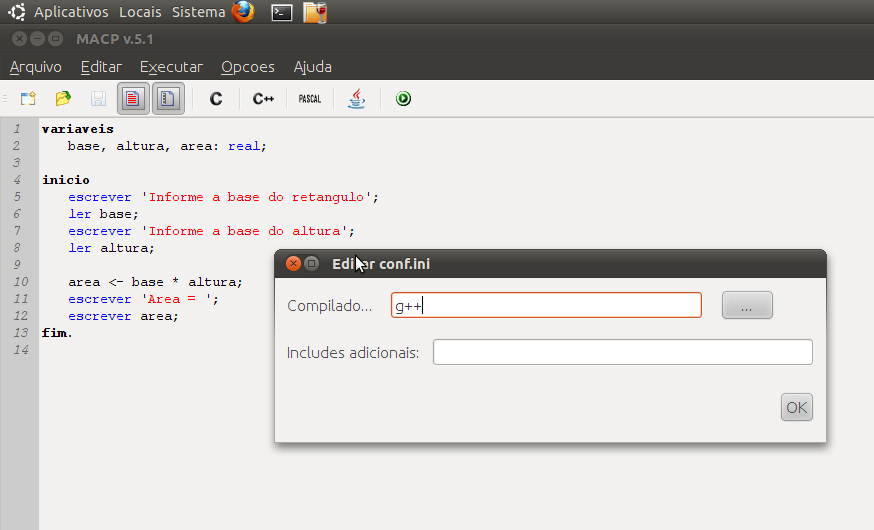 Aplicativos Locais Sistema
MACP v.5.1
Arquivo Editar Executar Opcoes Ajuda
C C++ PASCAL
1 variaveis
2 base, altura, area: real;
3
4 inicio
5 escrever 'Informe a base do retangulo';
6 ler base;
7 escrever 'Informe a base do altura';
8 ler altura;
9
10 area <- base * altura;
11 escrever 'Area = ';
12 escrever area;
13 fim.
14
Editar conf.ini
Compilado... g++ ...
Includes adicionais:
OK